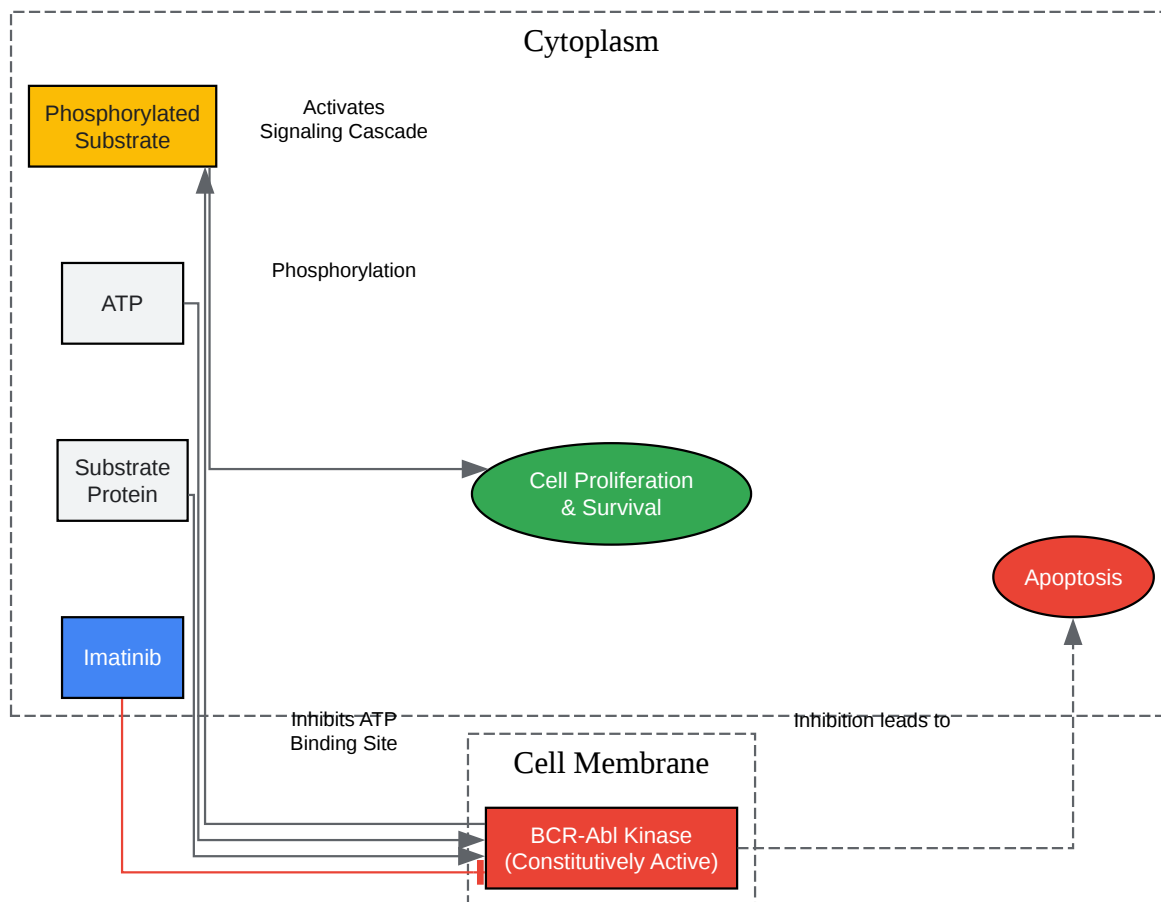 Cytoplasm
Phosphorylated
Substrate
Activates
Signaling Cascade
ATP
Phosphorylation
Substrate
Protein
Cell Proliferation
& Survival
Apoptosis
Imatinib
Inhibits ATP
Binding Site
Inhibition leads to
Cell Membrane
BCR-Abl Kinase
(Constitutively Active)